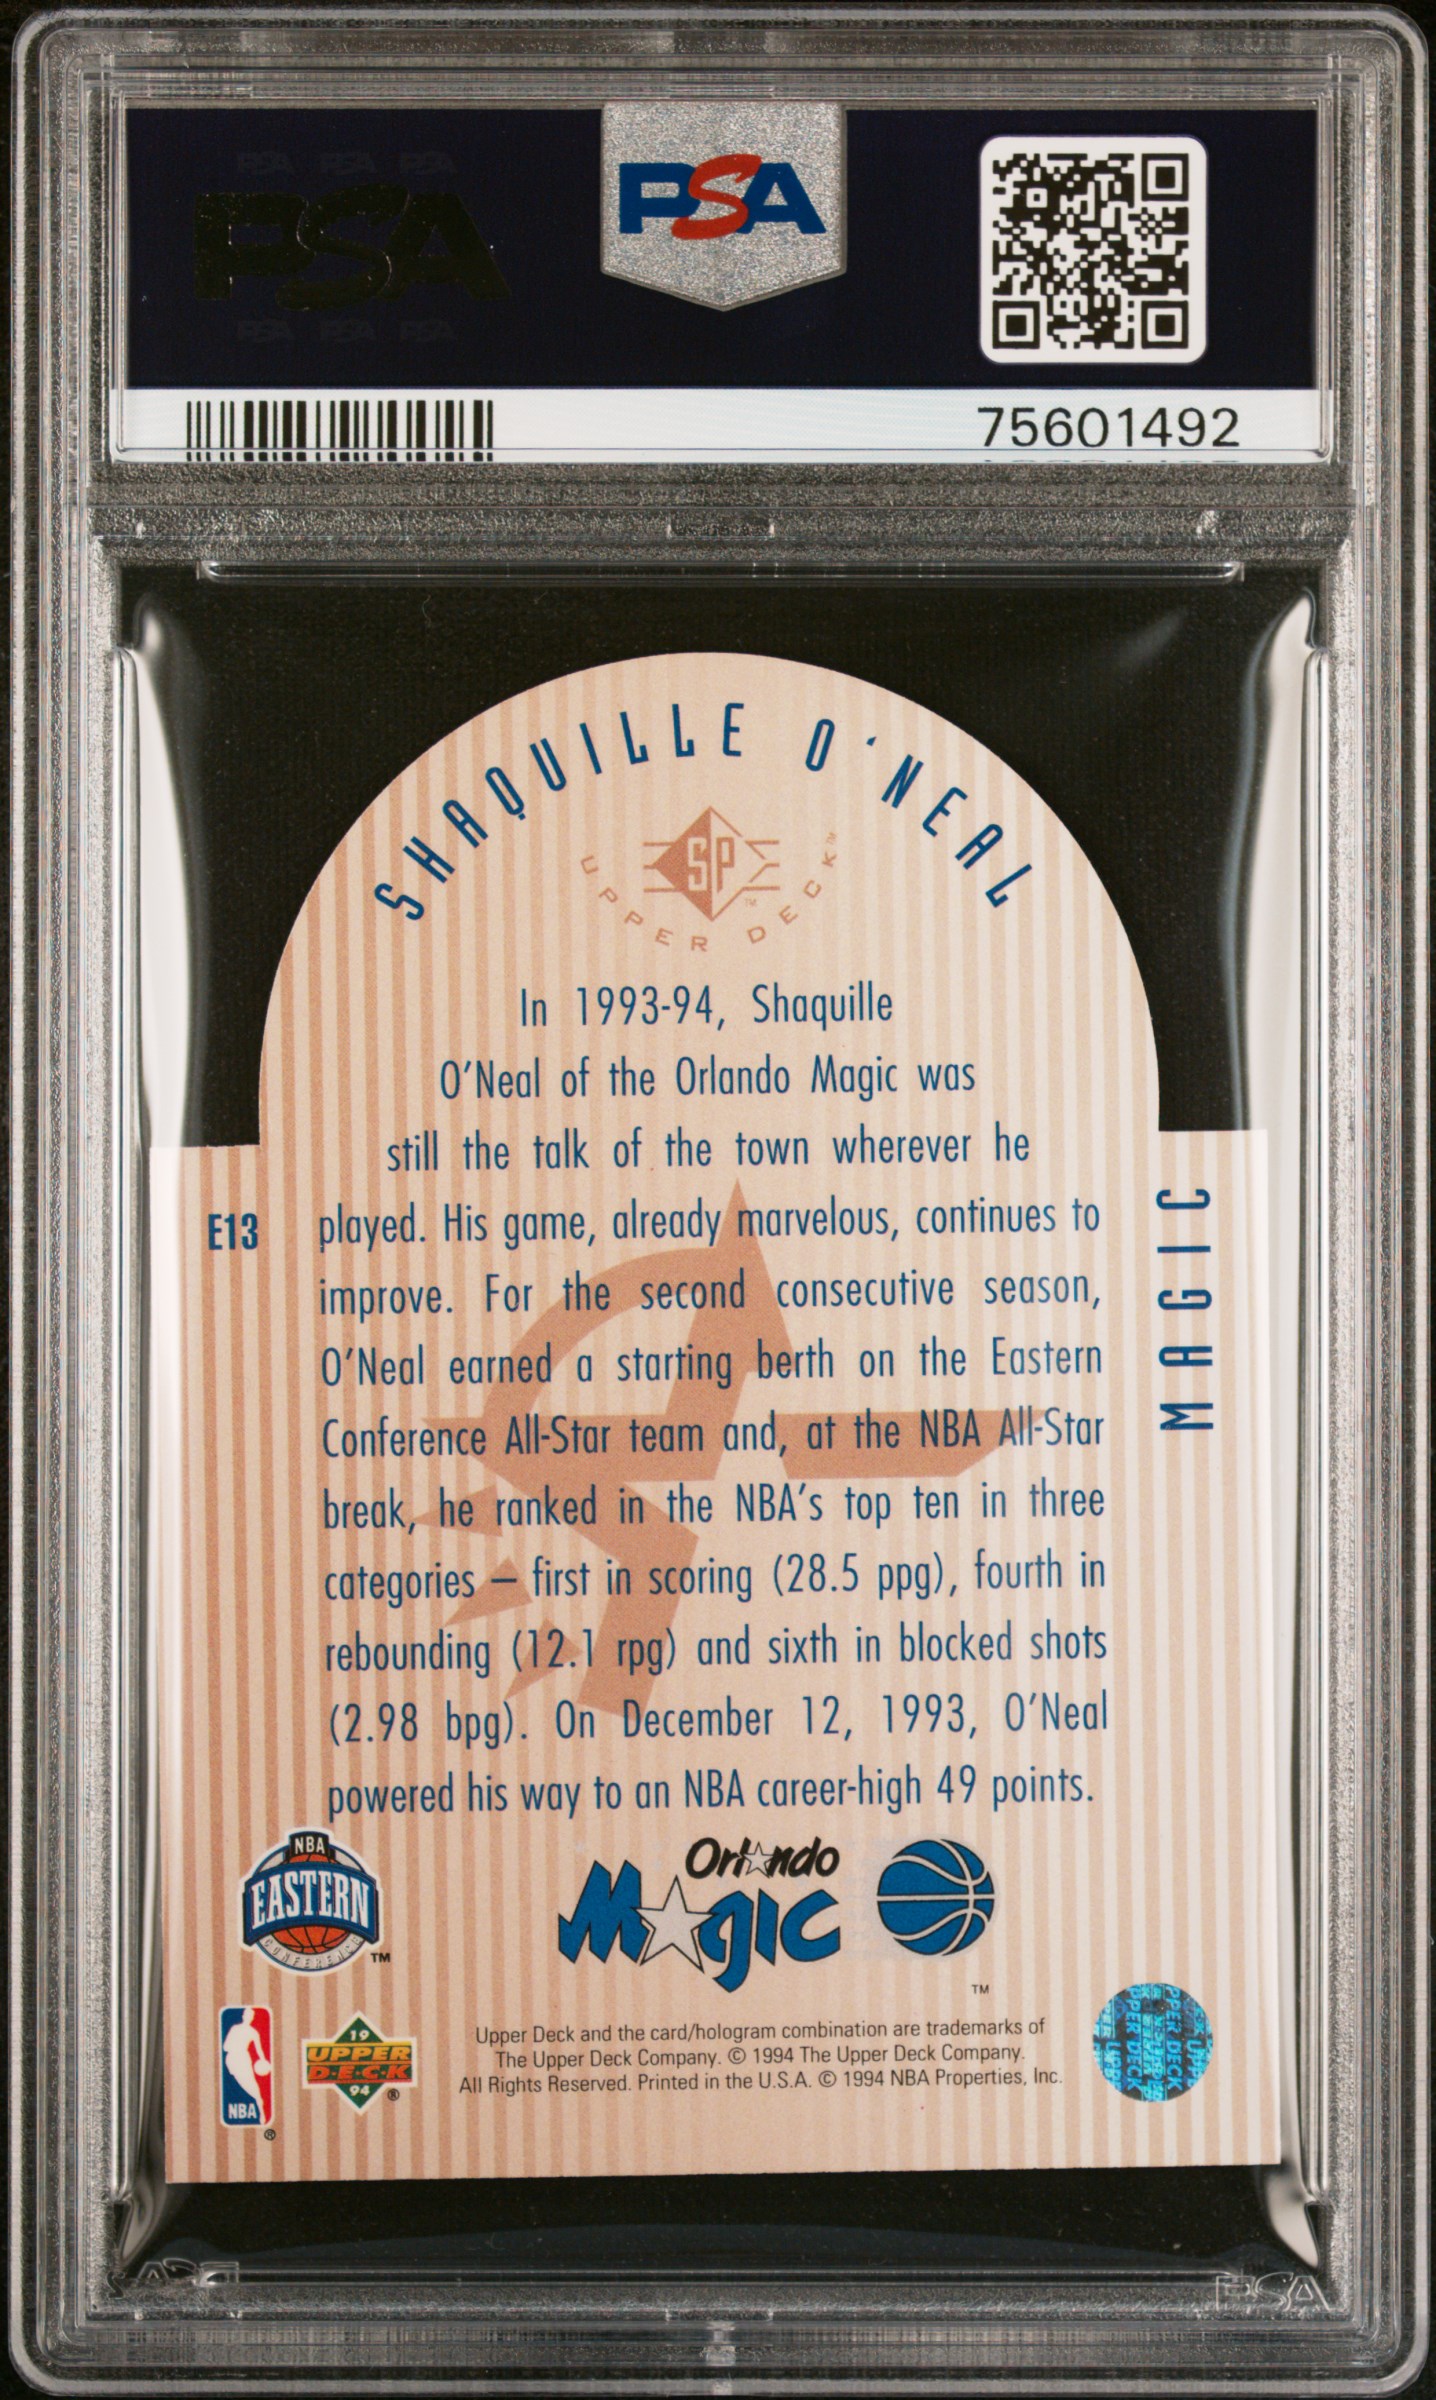 PSA
PSA
75601492
SHAQUILLE O'NEAL
SP
UPPER DECK™
In 1993-94, Shaquille
O'Neal of the Orlando Magic was
still the talk of the town wherever he
played. His game, already marvelous, continues to
improve. For the second consecutive season,
O'Neal earned a starting berth on the Eastern
Conference All-Star team and, at the NBA All-Star
break, he ranked in the NBA's top ten in three
categories – first in scoring (28.5 ppg), fourth in
rebounding (12.1 rpg) and sixth in blocked shots
(2.98 bpg). On December 12, 1993, O'Neal
powered his way to an NBA career-high 49 points.
E13
MAGIC
NBA
EASTERN
CONFERENCE
™
Orlando
Magic
™
NBA
®
19
UPPER
D·E·C·K
94
®
Upper Deck and the card/hologram combination are trademarks of
The Upper Deck Company. © 1994 The Upper Deck Company.
All Rights Reserved. Printed in the U.S.A. © 1994 NBA Properties, Inc.
PSA